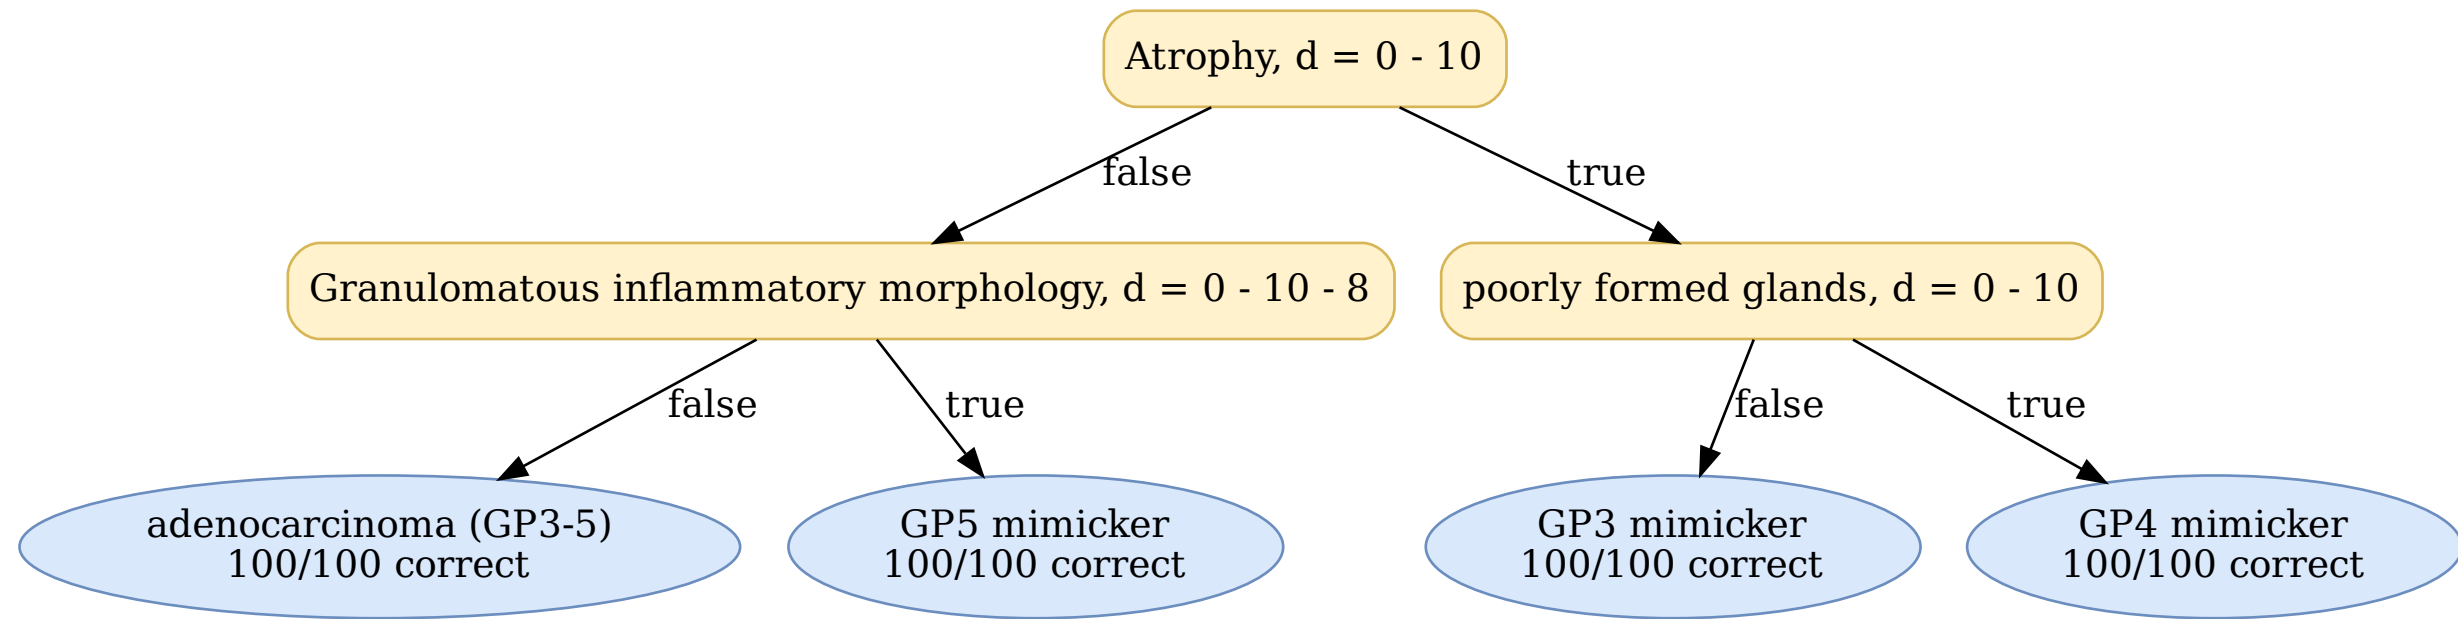 Atrophy, d = 0 - 10
false
true
Granulomatous inflammatory morphology, d = 0 - 10 - 8
poorly formed glands, d = 0 - 10
false
true
false
true
adenocarcinoma (GP3-5)
100/100 correct
GP5 mimicker
100/100 correct
GP3 mimicker
100/100 correct
GP4 mimicker
100/100 correct